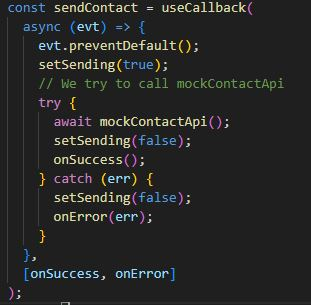 const sendContact = useCallback(
  async (evt) => {
    evt.preventDefault();
    setSending(true);
    // We try to call mockContactApi
    try {
      await mockContactApi();
      setSending(false);
      onSuccess();
    } catch (err) {
      setSending(false);
      onError(err);
    }
  },
  [onSuccess, onError]
);